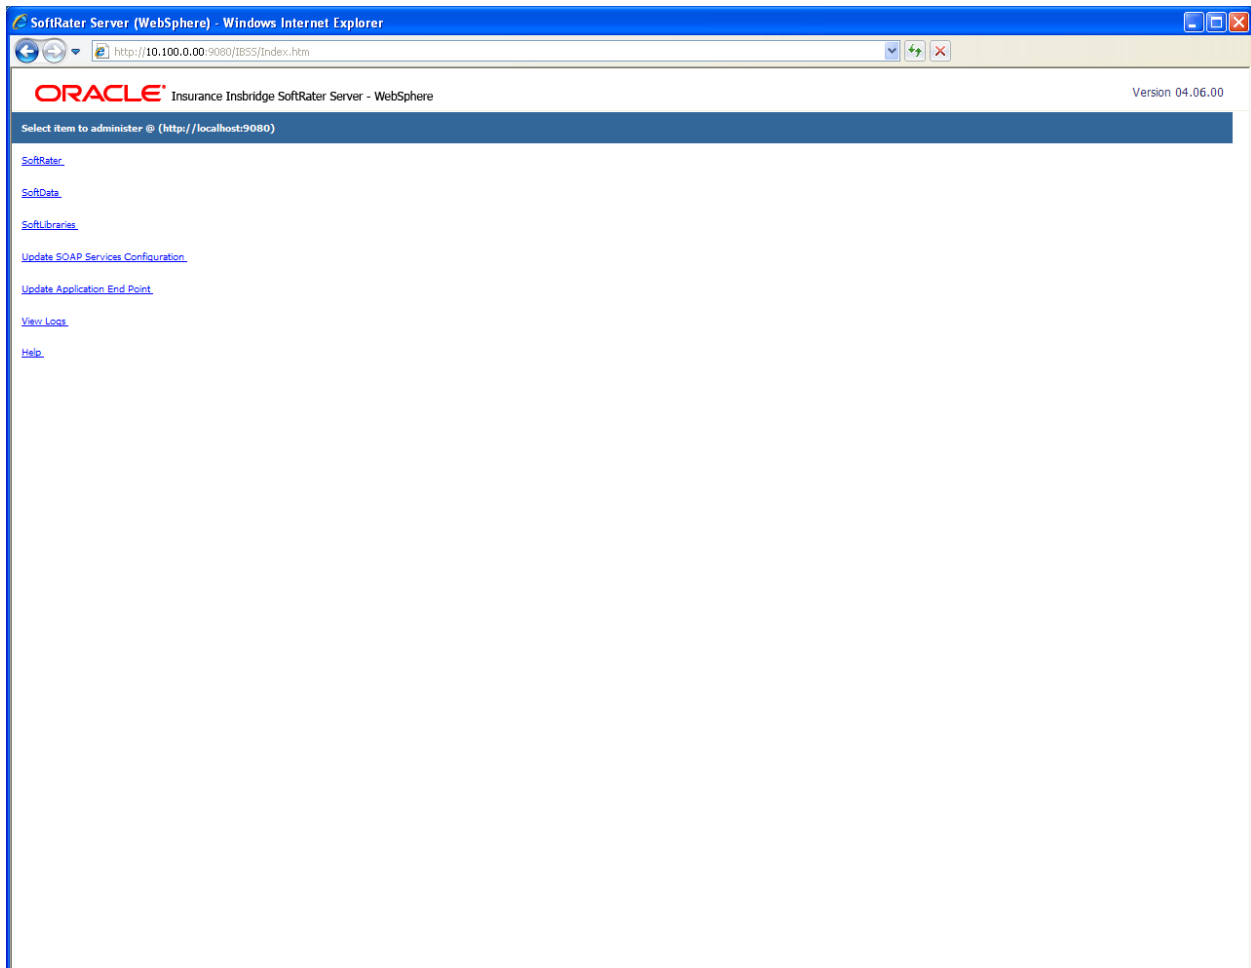 SoftRater Server (WebSphere) - Windows Internet Explorer
http://10.100.0.00:9080/IBSS/Index.htm
ORACLE® Insurance Insbridge SoftRater Server - WebSphere
Version 04.06.00
Select item to administer @ (http://localhost:9080)
SoftRater
SoftData
SoftLibraries
Update SOAP Services Configuration
Update Application End Point
View Logs
Help